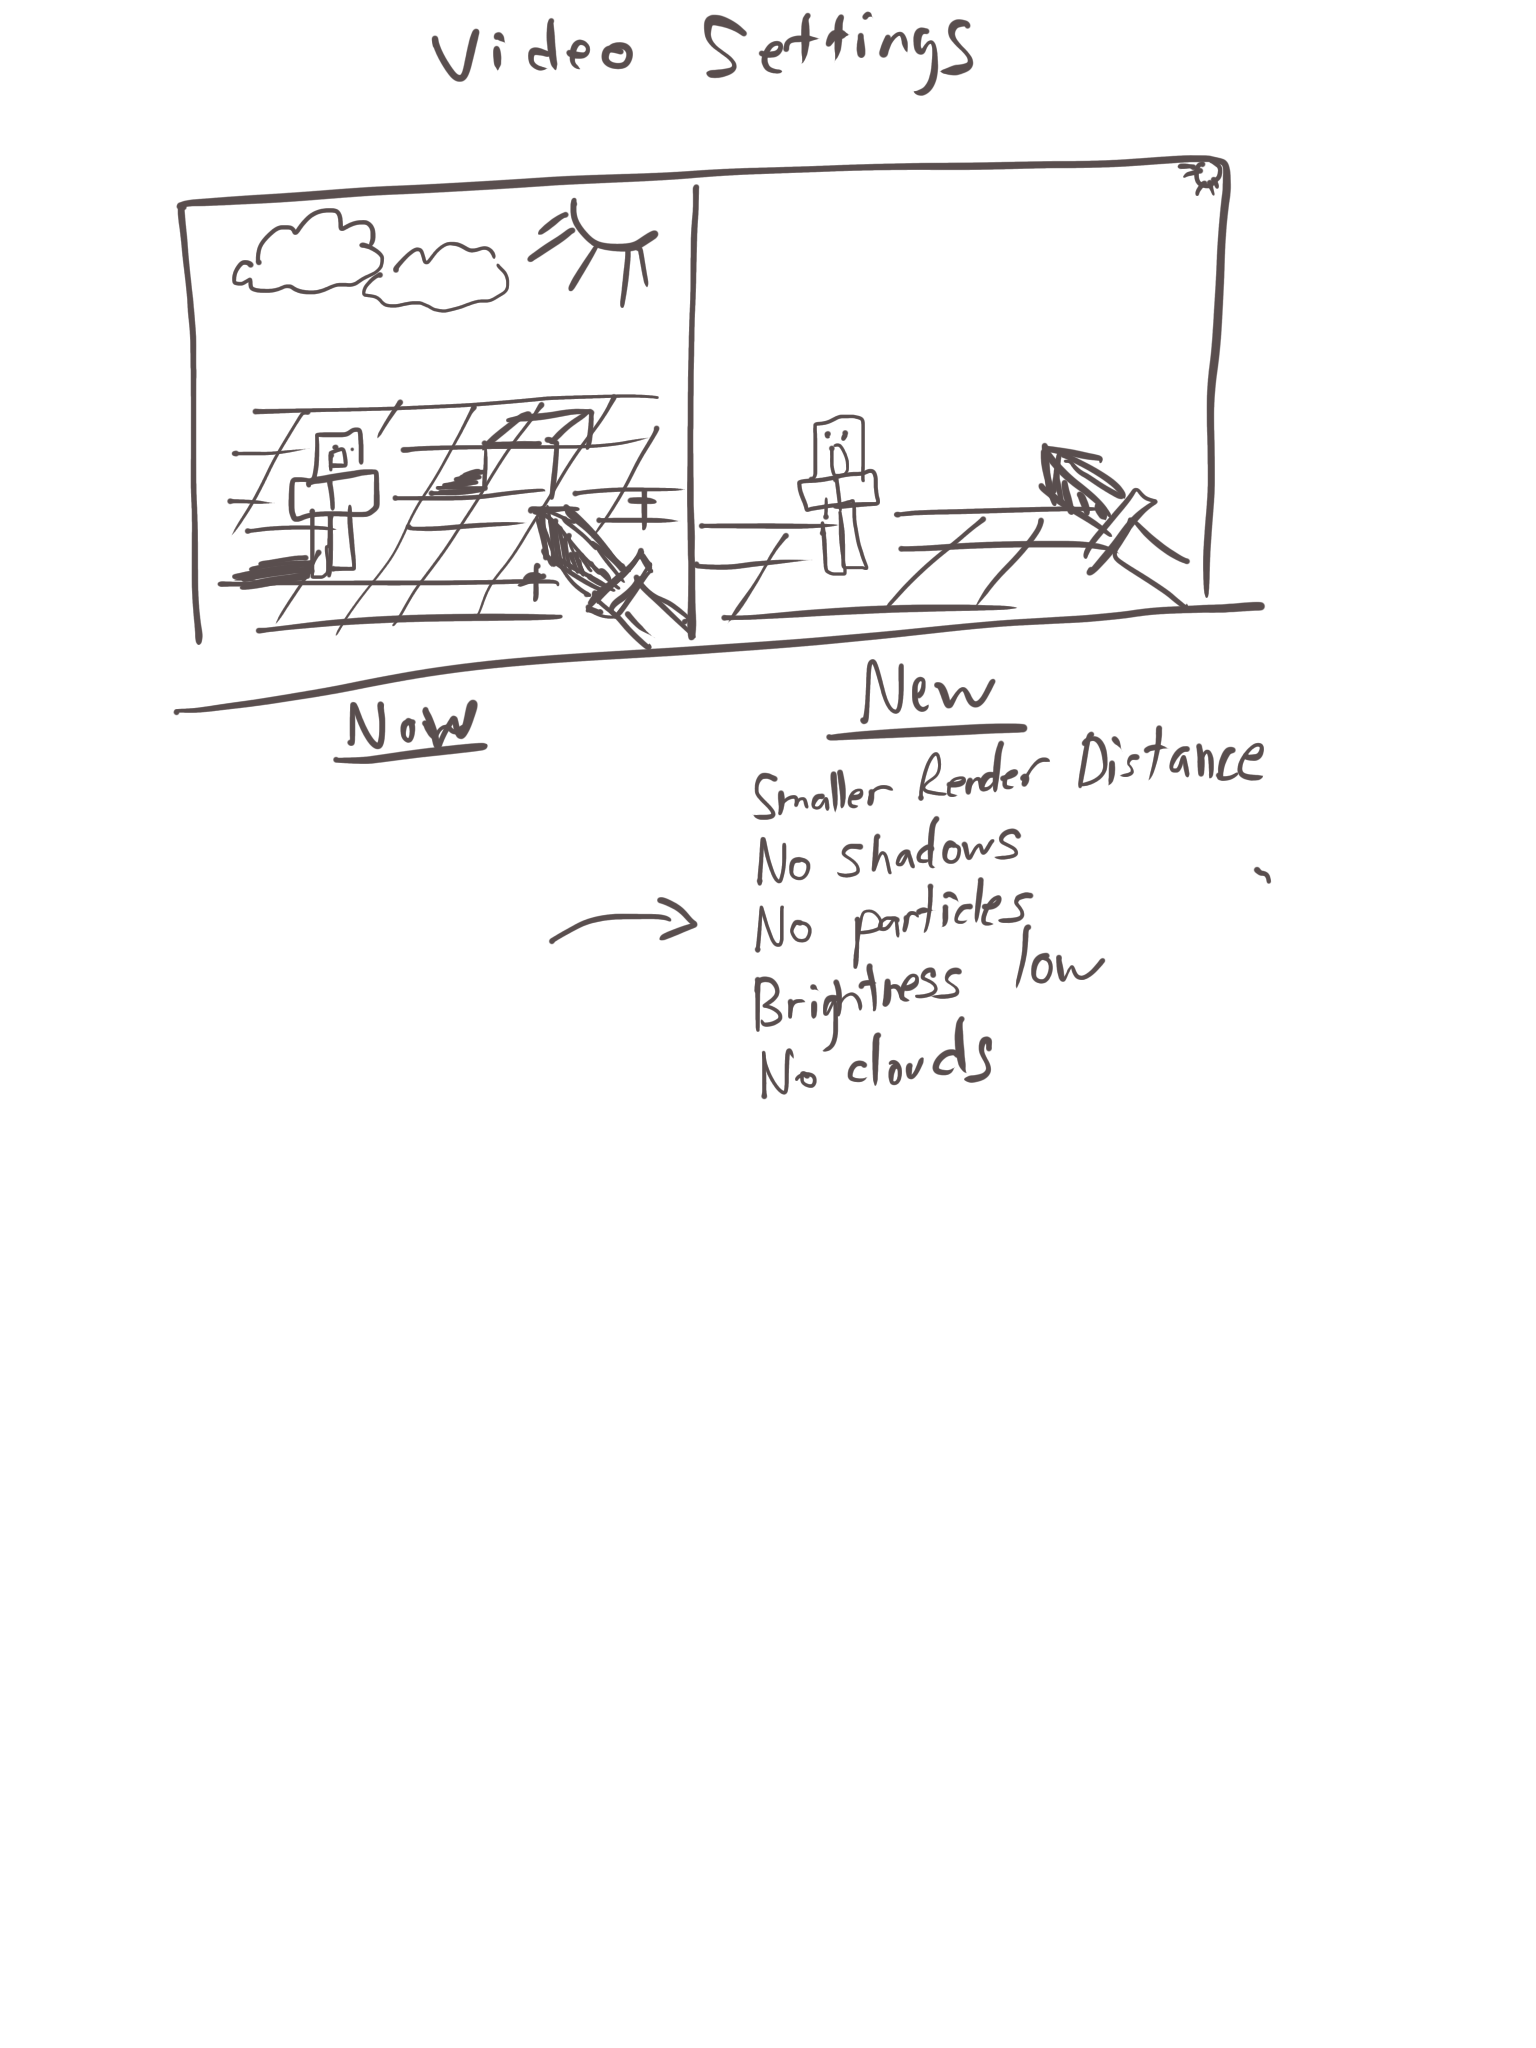 Video Settings
Now
New
Smaller Render Distance
No shadows
No particles
Brightness low
No clouds